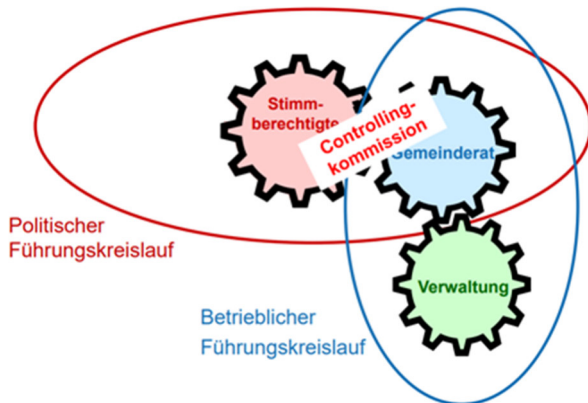 Stimm-
berechtigte
Controlling-
kommission
Gemeinderat
Politischer
Führungskreislauf
Verwaltung
Betrieblicher
Führungskreislauf